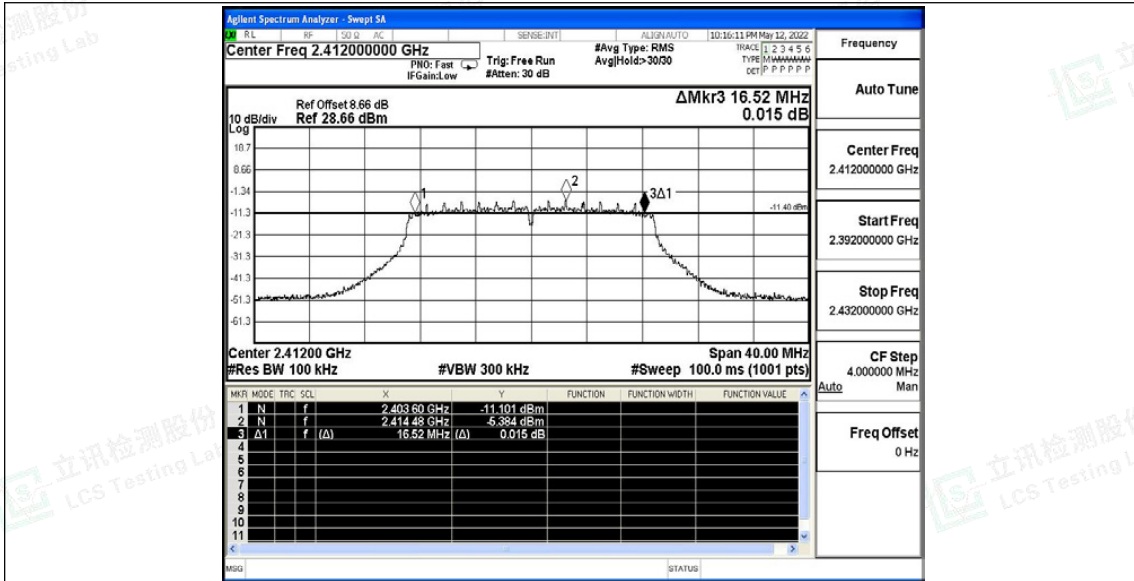 Agilent Spectrum Analyzer - Swept SA
RL RF 50 Ω AC SENSE:INT ALIGNAUTO 10:16:11 PM May 12, 2022
Center Freq 2.412000000 GHz
PNO: Fast
IFGain:Low
Trig: Free Run
#Atten: 30 dB
#Avg Type: RMS
Avg|Hold:>30/30
TRACE 1 2 3 4 5 6
TYPE M
DET P P P P P P
Frequency
Auto Tune
Center Freq
2.412000000 GHz
Start Freq
2.392000000 GHz
Stop Freq
2.432000000 GHz
CF Step
4.000000 MHz
Auto Man
Freq Offset
0 Hz
ΔMkr3 16.52 MHz
0.015 dB
Ref Offset 8.66 dB
10 dB/div Ref 28.66 dBm
Log
18.7
8.66
-1.34
-11.3
-21.3
-31.3
-41.3
-51.3
-61.3
1
2
3Δ1
-11.40 dBm
Center 2.41200 GHz Span 40.00 MHz
#Res BW 100 kHz #VBW 300 kHz #Sweep 100.0 ms (1001 pts)
MKR MODE TRC SCL X Y FUNCTION FUNCTION WIDTH FUNCTION VALUE
1 N f 2.403 60 GHz -11.101 dBm
2 N f 2.414 48 GHz -5.384 dBm
3 Δ1 f (Δ) 16.52 MHz (Δ) 0.015 dB
4
5
6
7
8
9
10
11
MSG STATUS
立讯检测股份
LCS Testing Lab